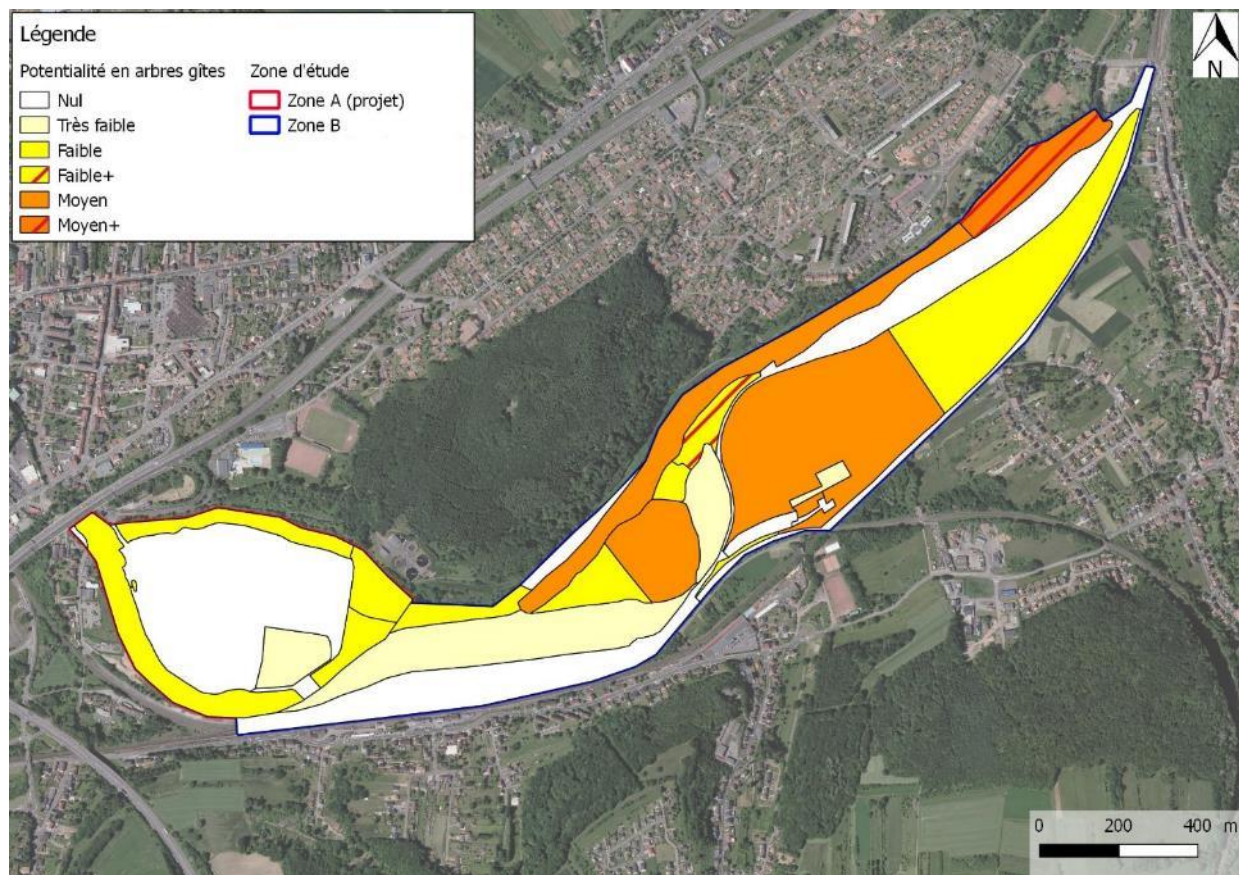 Légende
Potentialité en arbres gîtes
Nul
Très faible
Faible
Faible+
Moyen
Moyen+
Zone d'étude
Zone A (projet)
Zone B
N
0 200 400 m